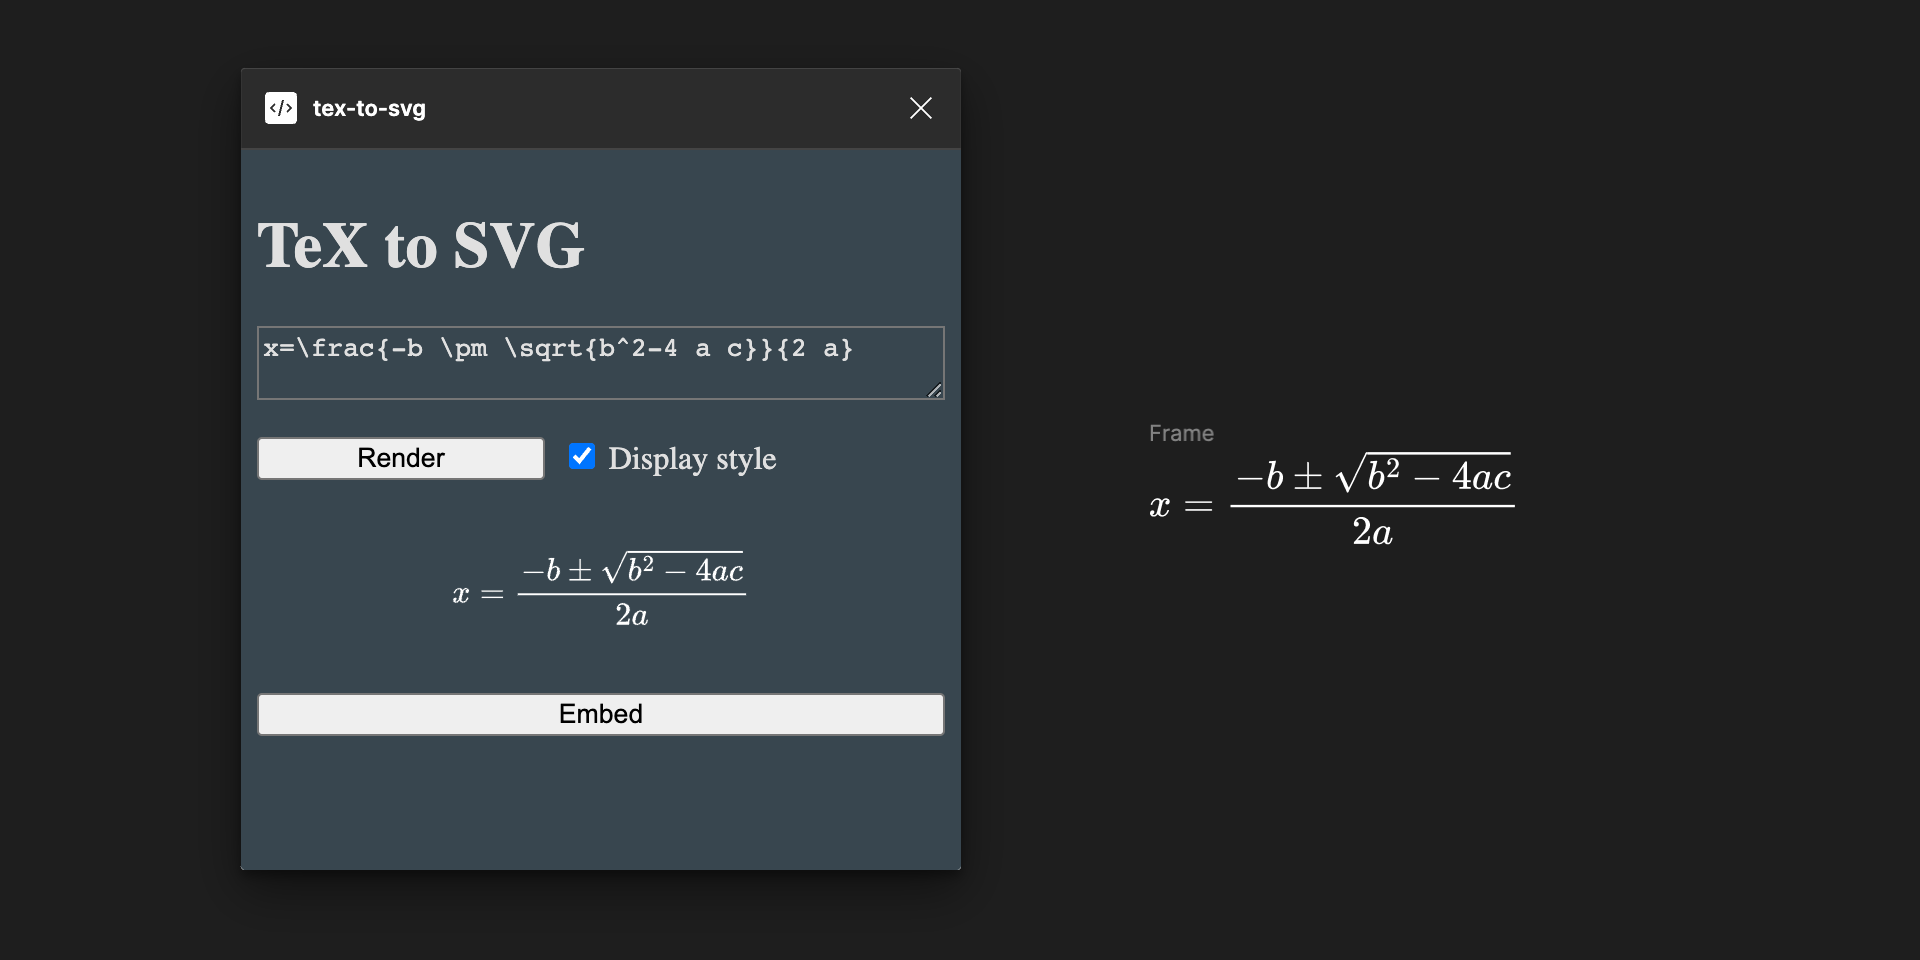 </> tex-to-svg
TeX to SVG
x=\frac{-b \pm \sqrt{b^2-4 a c}}{2 a}
Render
Display style
x = \frac{-b \pm \sqrt{b^2 - 4ac}}{2a}
Embed
Frame
x = \frac{-b \pm \sqrt{b^2 - 4ac}}{2a}